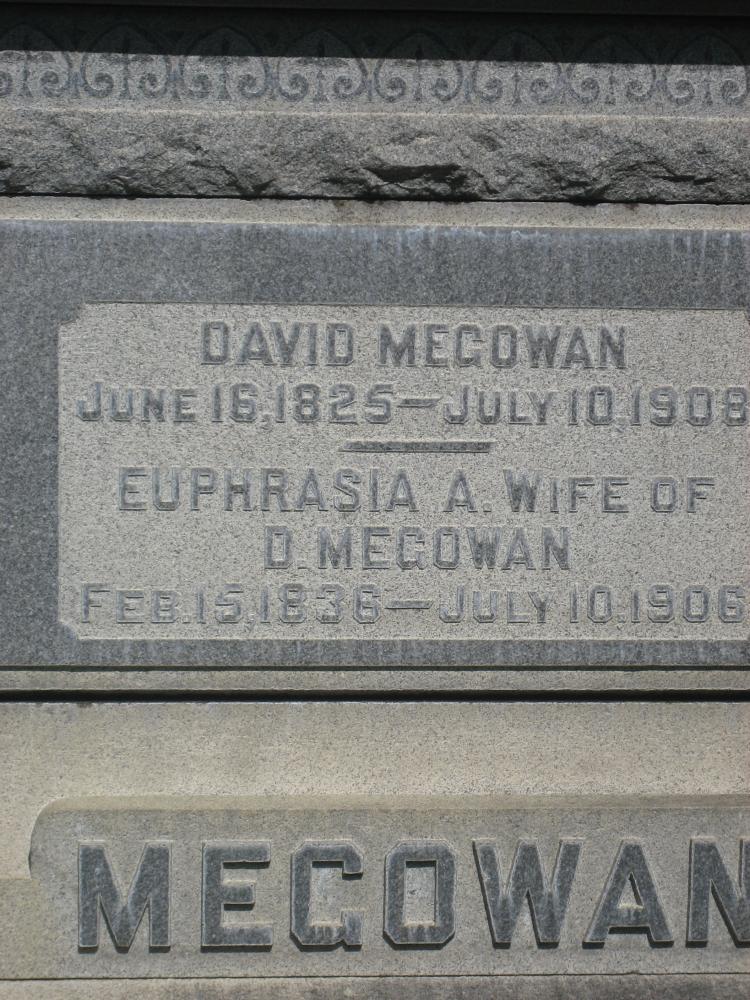 DAVID MEGOWAN
JUNE 16,1825—JULY 10,1908
EUPHRASIA A. WIFE OF
D. MEGOWAN
FEB. 15,1836—JULY 10.1906
MEGOWAN